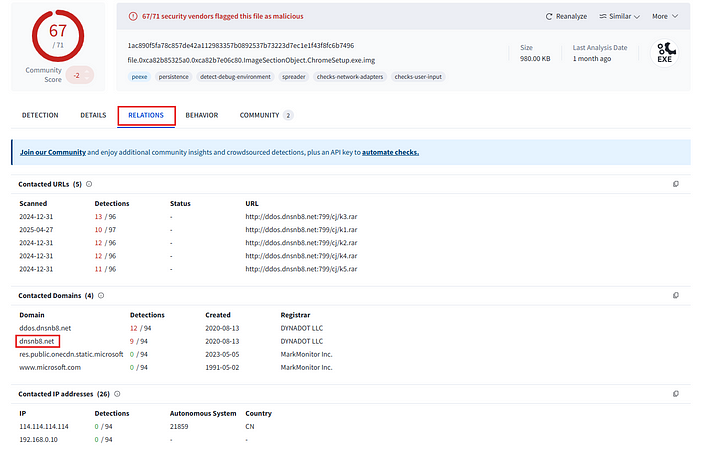 67
/ 71
Community
Score
-2
67/71 security vendors flagged this file as malicious
Reanalyze
Similar
More
1ac890f5fa78c857de42a112983357b0892537b73223d7ec1e1f43f8fc6b7496
file.0xca82b85325a0.0xca82b7e06c80.ImageSectionObject.ChromeSetup.exe.img
peexe persistence detect-debug-environment spreader checks-network-adapters checks-user-input
Size
980.00 KB
Last Analysis Date
1 month ago
EXE
DETECTION DETAILS RELATIONS BEHAVIOR COMMUNITY 2
Join our Community and enjoy additional community insights and crowdsourced detections, plus an API key to automate checks.
Contacted URLs (5)
Scanned Detections Status URL
2024-12-31 13 / 96 - http://ddos.dnsnb8.net:799/cj/k3.rar
2025-04-27 10 / 97 - http://ddos.dnsnb8.net:799/cj/k1.rar
2024-12-31 12 / 96 - http://ddos.dnsnb8.net:799/cj/k2.rar
2024-12-31 12 / 96 - http://ddos.dnsnb8.net:799/cj/k4.rar
2024-12-31 11 / 96 - http://ddos.dnsnb8.net:799/cj/k5.rar
Contacted Domains (4)
Domain Detections Created Registrar
ddos.dnsnb8.net 12 / 94 2020-08-13 DYNADOT LLC
dnsnb8.net 9 / 94 2020-08-13 DYNADOT LLC
res.public.onecdn.static.microsoft 0 / 94 2023-05-05 MarkMonitor Inc.
www.microsoft.com 0 / 94 1991-05-02 MarkMonitor Inc.
Contacted IP addresses (26)
IP Detections Autonomous System Country
114.114.114.114 0 / 94 21859 CN
192.168.0.10 0 / 94 - -